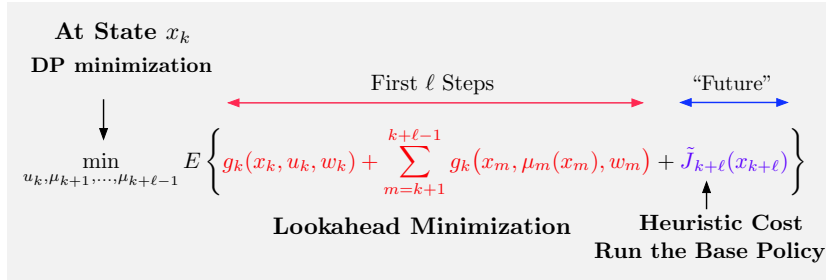 At State $x_k$
DP minimization
First $\ell$ Steps
“Future”
$\min_{u_k,\mu_{k+1},\ldots,\mu_{k+\ell-1}} E\left\{g_k(x_k,u_k,w_k)+\sum_{m=k+1}^{k+\ell-1} g_k\big(x_m,\mu_m(x_m),w_m\big)+\tilde{J}_{k+\ell}(x_{k+\ell})\right\}$
Lookahead Minimization
Heuristic Cost
Run the Base Policy